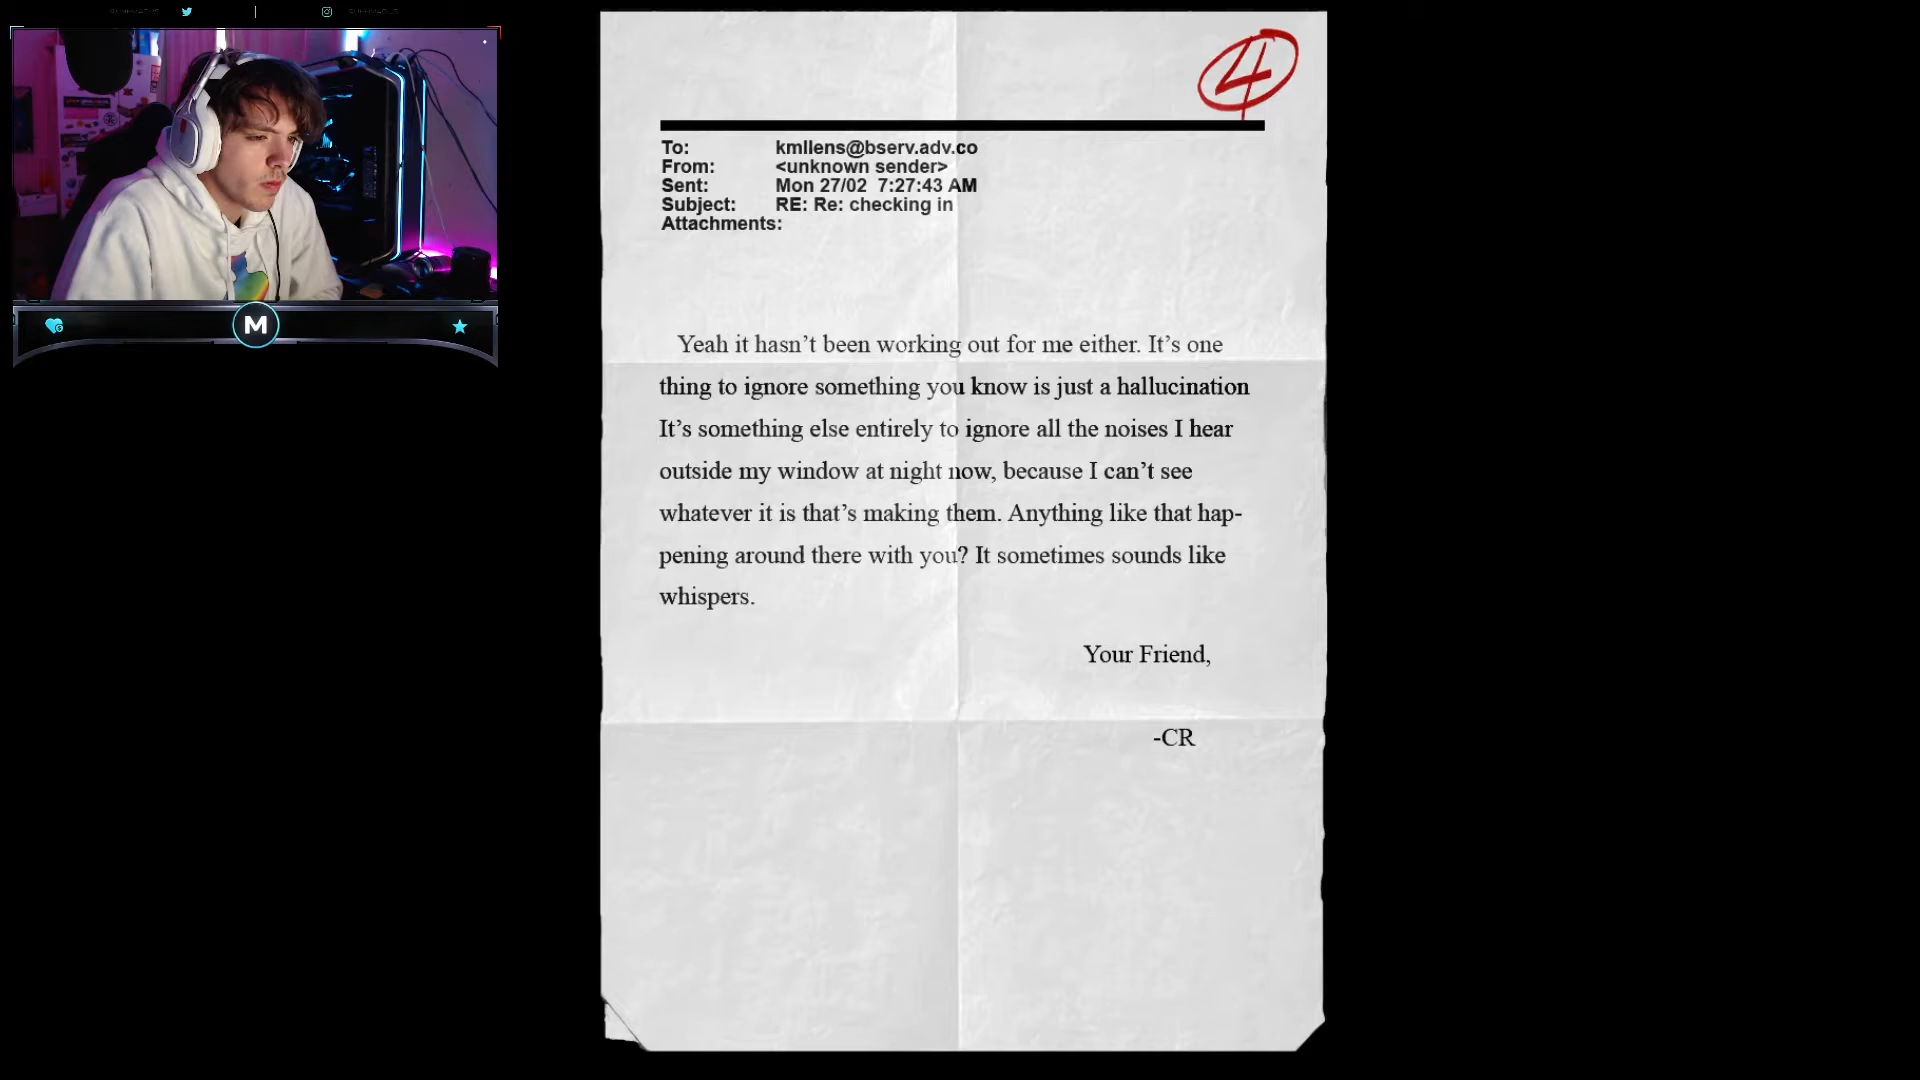 4
To: kmllens@bserv.adv.co
From: <unknown sender>
Sent: Mon 27/02 7:27:43 AM
Subject: RE: Re: checking in
Attachments:
Yeah it hasn’t been working out for me either. It’s one
thing to ignore something you know is just a hallucination
It’s something else entirely to ignore all the noises I hear
outside my window at night now, because I can’t see
whatever it is that’s making them. Anything like that hap-
pening around there with you? It sometimes sounds like
whispers.
Your Friend,
-CR
M